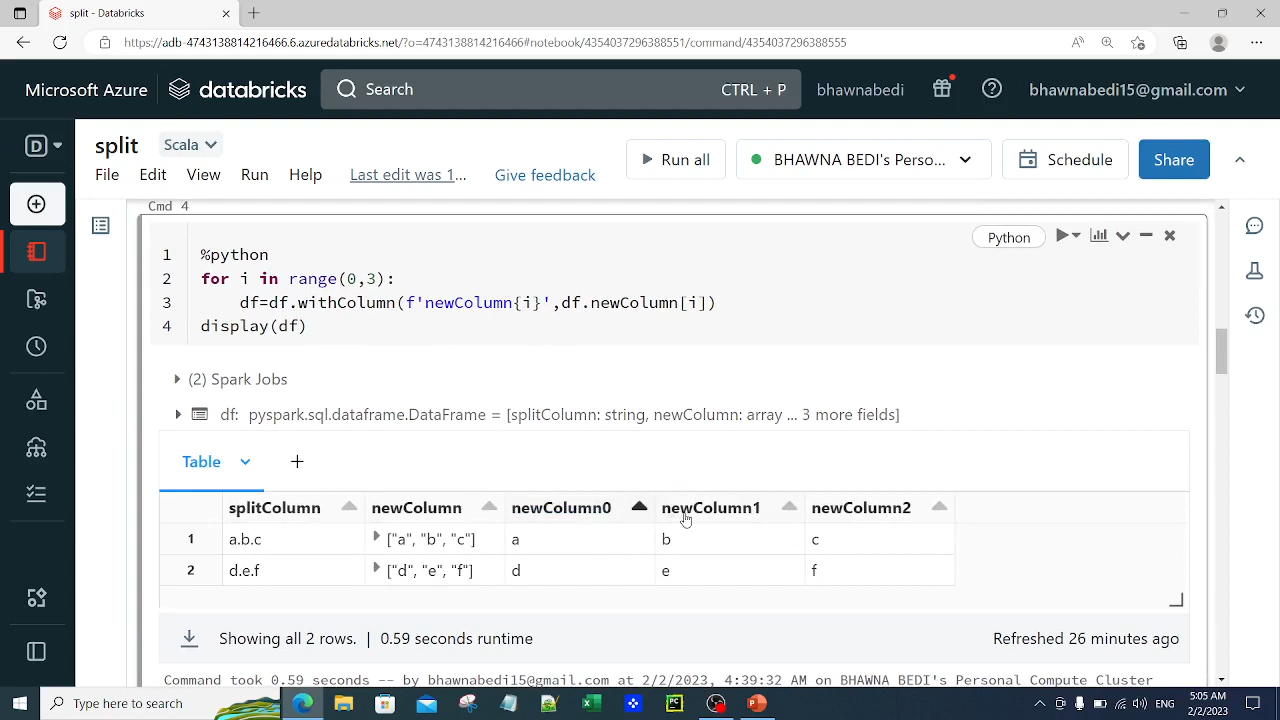 split - Databricks
https://adb-4743138814216466.6.azuredatabricks.net/?o=4743138814216466#notebook/4354037296388551/command/4354037296388555
Microsoft Azure databricks Search CTRL + P bhawnabedi bhawnabedi15@gmail.com
D
split Scala
Run all BHAWNA BEDI's Perso... Schedule Share
File Edit View Run Help Last edit was 1... Give feedback
Cmd 4
Python
1 %python
2 for i in range(0,3):
3 df=df.withColumn(f'newColumn{i}',df.newColumn[i])
4 display(df)
(2) Spark Jobs
df: pyspark.sql.dataframe.DataFrame = [splitColumn: string, newColumn: array ... 3 more fields]
Table +
splitColumn newColumn newColumn0 newColumn1 newColumn2
1 a.b.c ["a", "b", "c"] a b c
2 d.e.f ["d", "e", "f"] d e f
Showing all 2 rows. | 0.59 seconds runtime Refreshed 26 minutes ago
Command took 0.59 seconds -- by bhawnabedi15@gmail.com at 2/2/2023, 4:39:32 AM on BHAWNA BEDI's Personal Compute Cluster
Type here to search
ENG
5:05 AM
2/2/2023